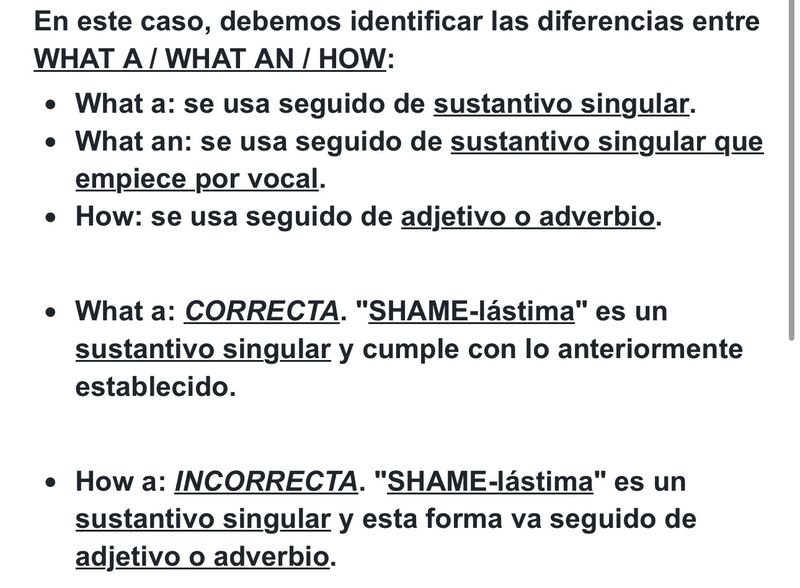 En este caso, debemos identificar las diferencias entre
WHAT A / WHAT AN / HOW:
• What a: se usa seguido de sustantivo singular.
• What an: se usa seguido de sustantivo singular que
empiece por vocal.
• How: se usa seguido de adjetivo o adverbio.
• What a: CORRECTA. "SHAME-lástima" es un
sustantivo singular y cumple con lo anteriormente
establecido.
• How a: INCORRECTA. "SHAME-lástima" es un
sustantivo singular y esta forma va seguido de
adjetivo o adverbio.